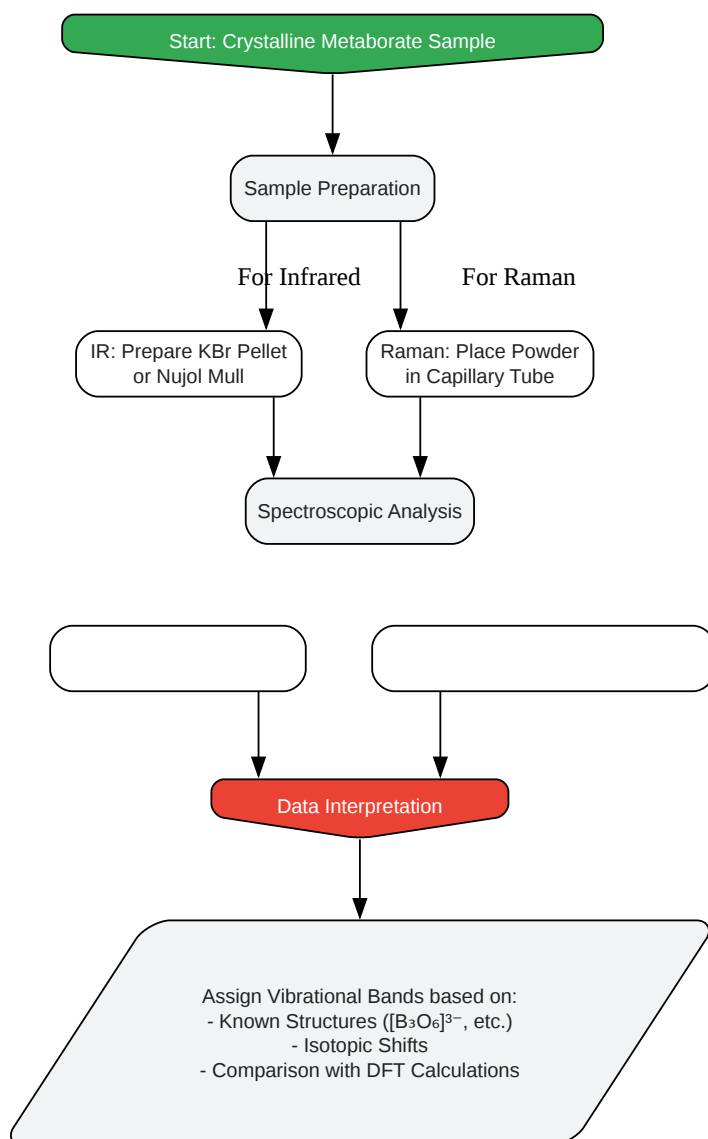 Start: Crystalline Metaborate Sample
Sample Preparation
For Infrared
For Raman
IR: Prepare KBr Pellet
or Nujol Mull
Raman: Place Powder
in Capillary Tube
Spectroscopic Analysis
Data Interpretation
Assign Vibrational Bands based on:
- Known Structures ([B₃O₆]³⁻, etc.)
- Isotopic Shifts
- Comparison with DFT Calculations